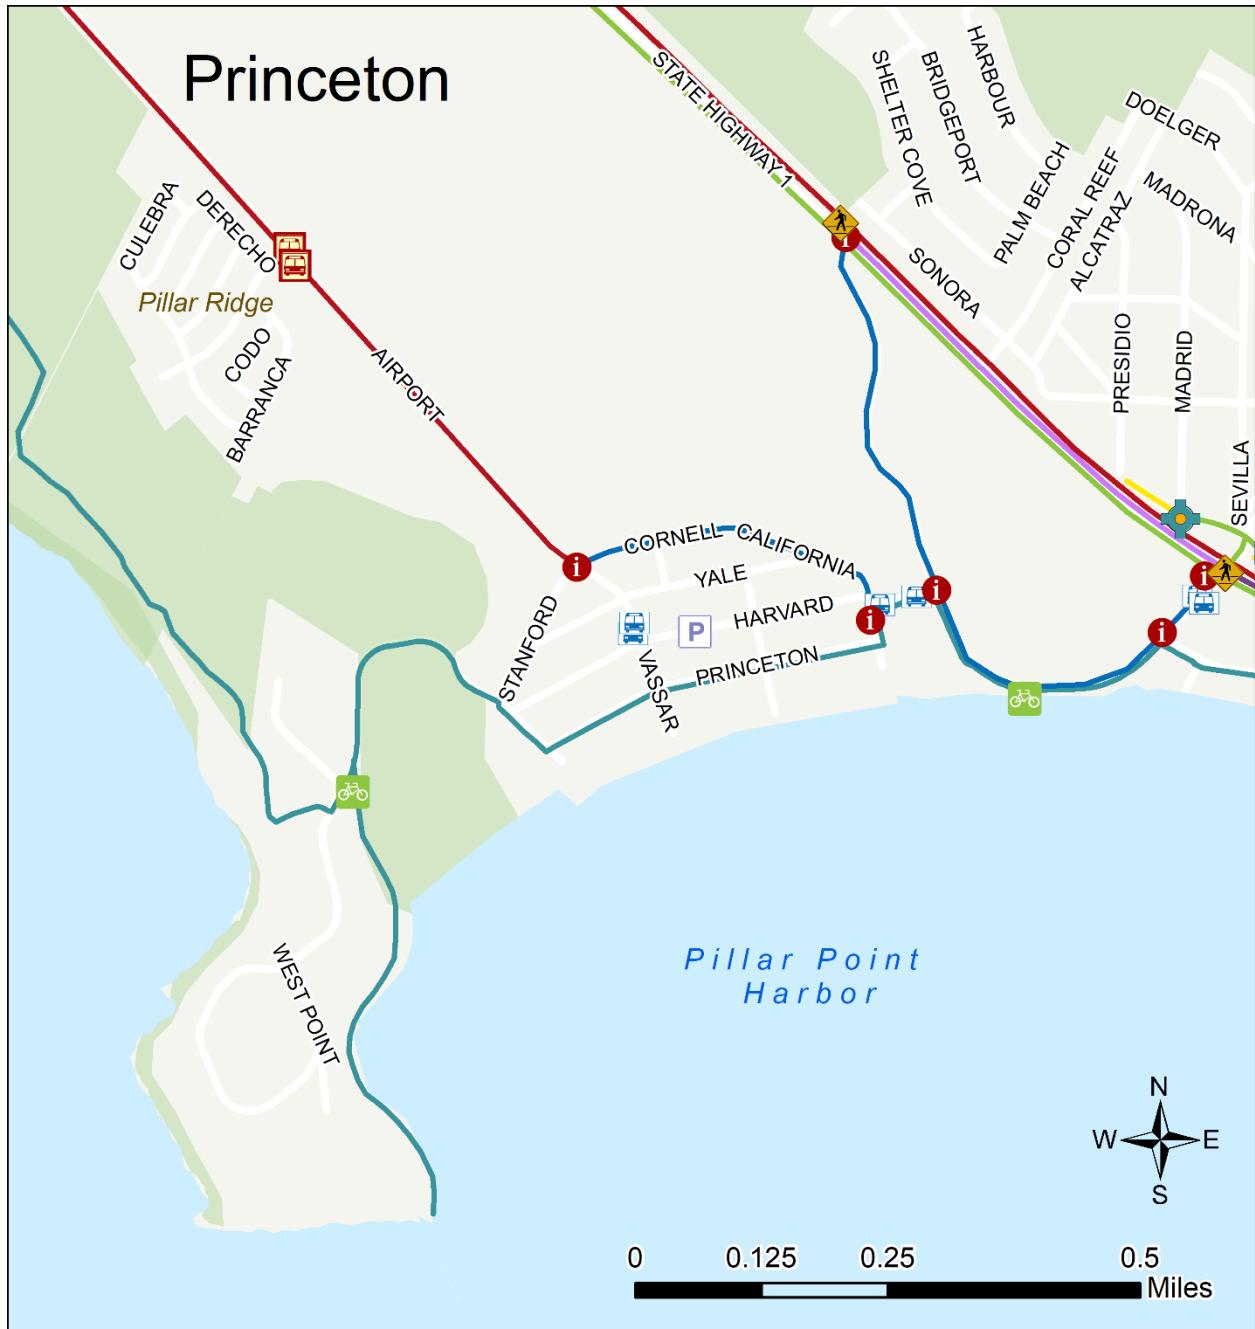 Princeton
STATE HIGHWAY 1
SHELTER COVE
BRIDGEPORT
HARBOUR
DOELGER
PALM BEACH
CORAL REEF
ALCATRAZ
MADRONA
CULEBRA
DERECHO
SONORA
Pillar Ridge
CODO
BARRANCA
AIRPORT
PRESIDIO
MADRID
SEVILLA
i
i
i
i
i
i
CORNELL
CALIFORNIA
YALE
HARVARD
P
STANFORD
VASSAR
PRINCETON
WEST POINT
Pillar Point
Harbor
N
W
E
S
0
0.125
0.25
0.5
Miles